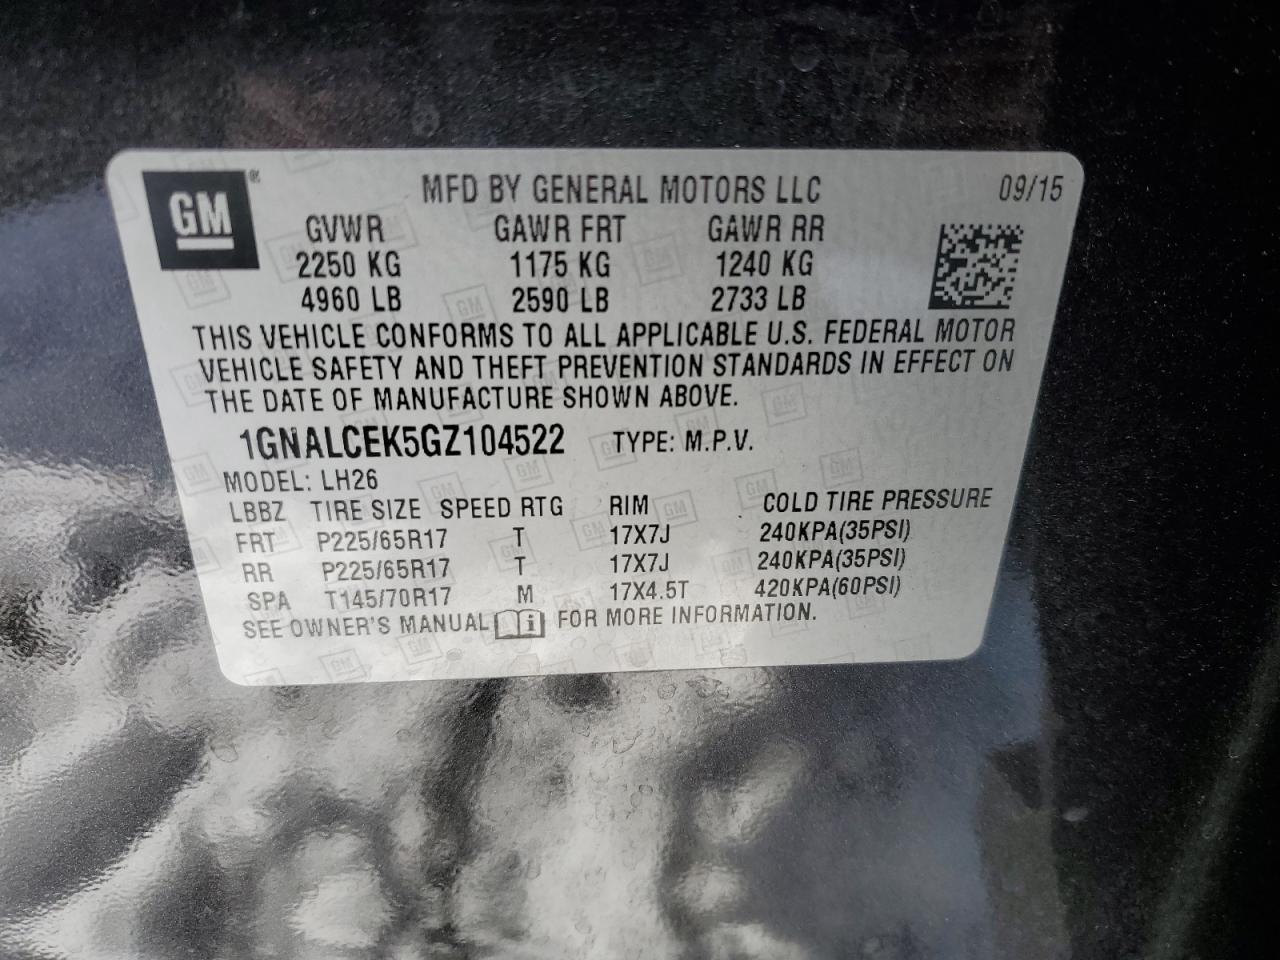 GM® MFD BY GENERAL MOTORS LLC 09/15
GVWR GAWR FRT GAWR RR
2250 KG 1175 KG 1240 KG
4960 LB 2590 LB 2733 LB
THIS VEHICLE CONFORMS TO ALL APPLICABLE U.S. FEDERAL MOTOR
VEHICLE SAFETY AND THEFT PREVENTION STANDARDS IN EFFECT ON
THE DATE OF MANUFACTURE SHOWN ABOVE.
1GNALCEK5GZ104522 TYPE: M.P.V.
MODEL: LH26
LBBZ TIRE SIZE SPEED RTG RIM COLD TIRE PRESSURE
FRT P225/65R17 T 17X7J 240KPA(35PSI)
RR P225/65R17 T 17X7J 240KPA(35PSI)
SPA T145/70R17 M 17X4.5T 420KPA(60PSI)
SEE OWNER'S MANUAL i FOR MORE INFORMATION.